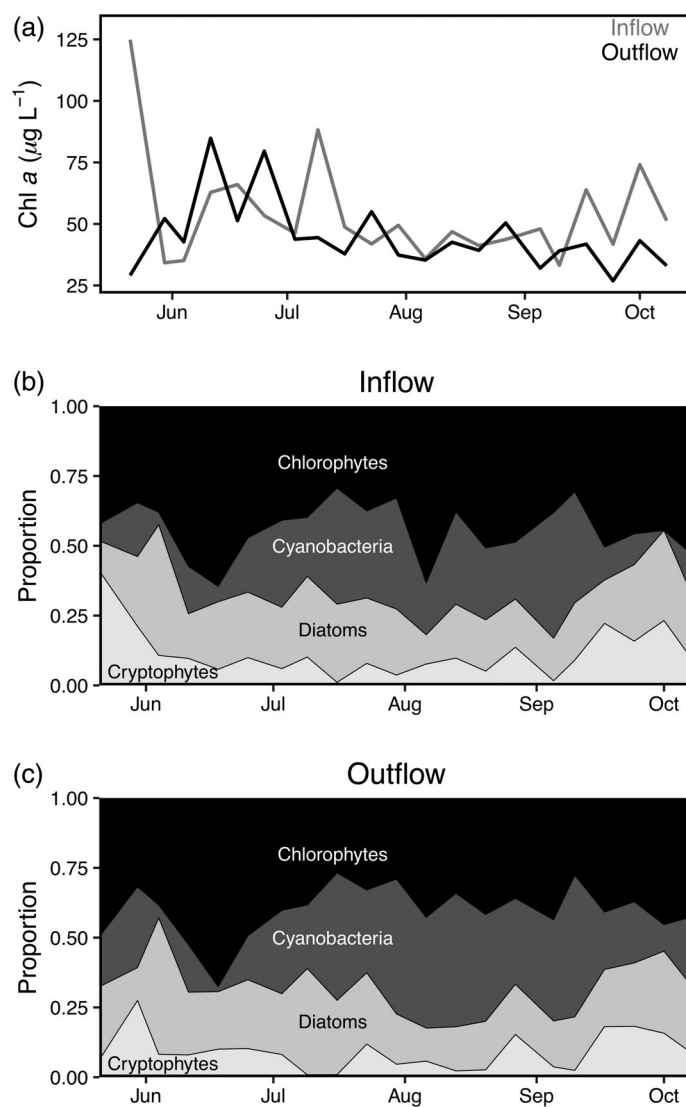 (a)
Inflow
Outflow
Chl a (μg L⁻¹)
125
100
75
50
25
Jun Jul Aug Sep Oct
(b) Inflow
Proportion
1.00
0.75
0.50
0.25
0.00
Chlorophytes
Cyanobacteria
Diatoms
Cryptophytes
Jun Jul Aug Sep Oct
(c) Outflow
Proportion
1.00
0.75
0.50
0.25
0.00
Chlorophytes
Cyanobacteria
Diatoms
Cryptophytes
Jun Jul Aug Sep Oct